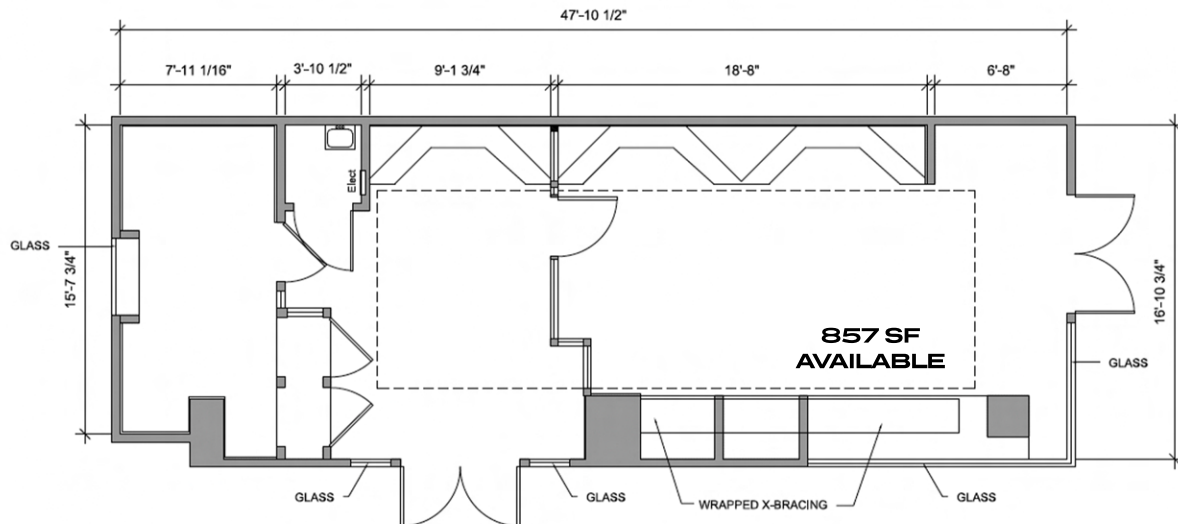 47'-10 1/2"
7'-11 1/16"
3'-10 1/2"
9'-1 3/4"
18'-8"
6'-8"
Elect
GLASS
15'-7 3/4"
16'-10 3/4"
857 SF
AVAILABLE
GLASS
GLASS
GLASS
WRAPPED X-BRACING
GLASS